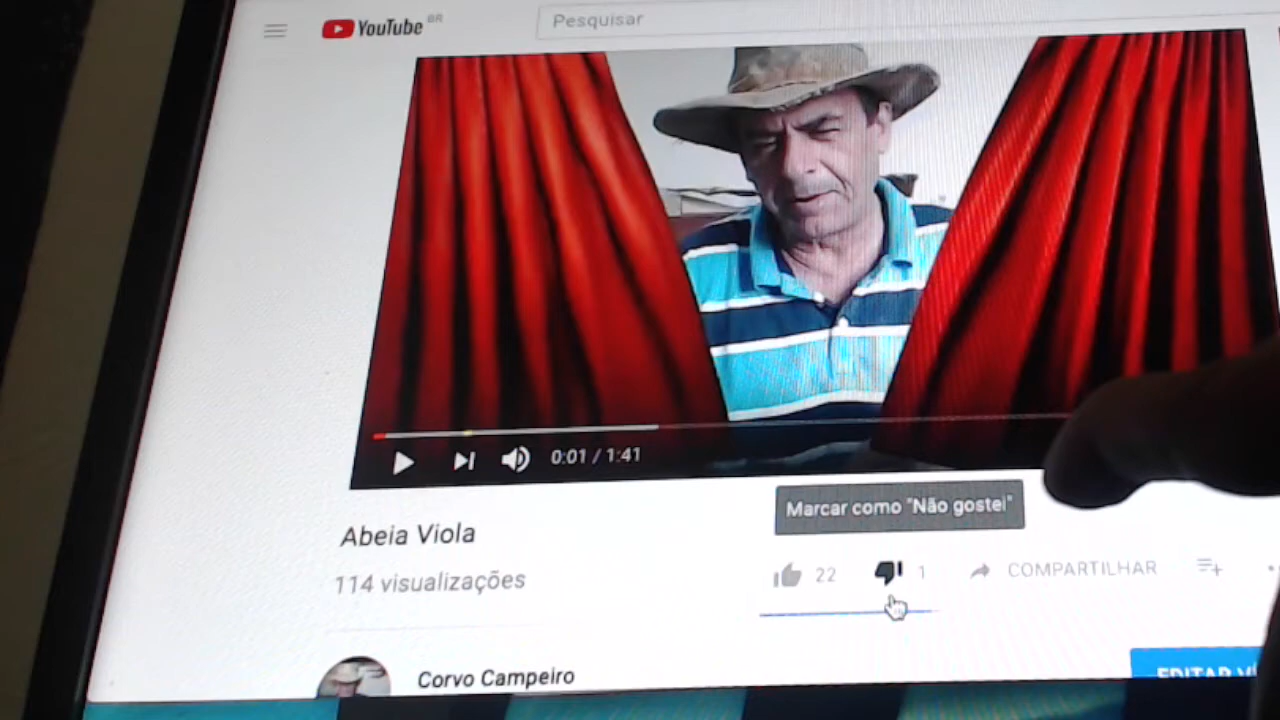 YouTube BR
Pesquisar
0:01 / 1:41
Marcar como "Não gostei"
Abeia Viola
22
1
COMPARTILHAR
114 visualizações
Corvo Campeiro
EDITAR